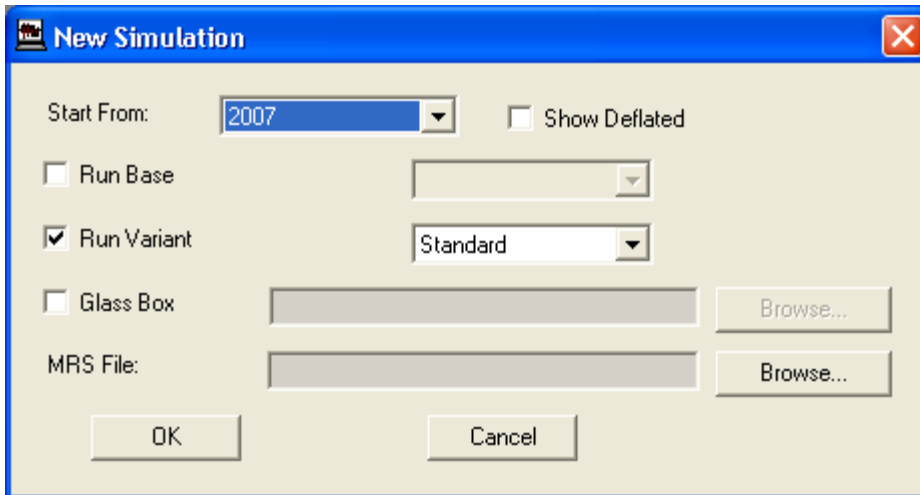 New Simulation
Start From: 2007 Show Deflated
Run Base
Run Variant Standard
Glass Box Browse...
MRS File: Browse...
OK Cancel